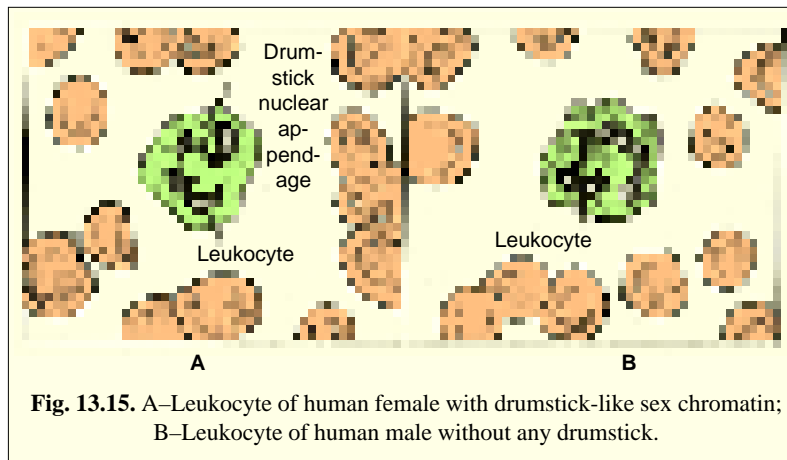 Drum-
stick
nuclear
ap-
pend-
age
Leukocyte
Leukocyte
A
B
Fig. 13.15. A–Leukocyte of human female with drumstick-like sex chromatin;
B–Leukocyte of human male without any drumstick.